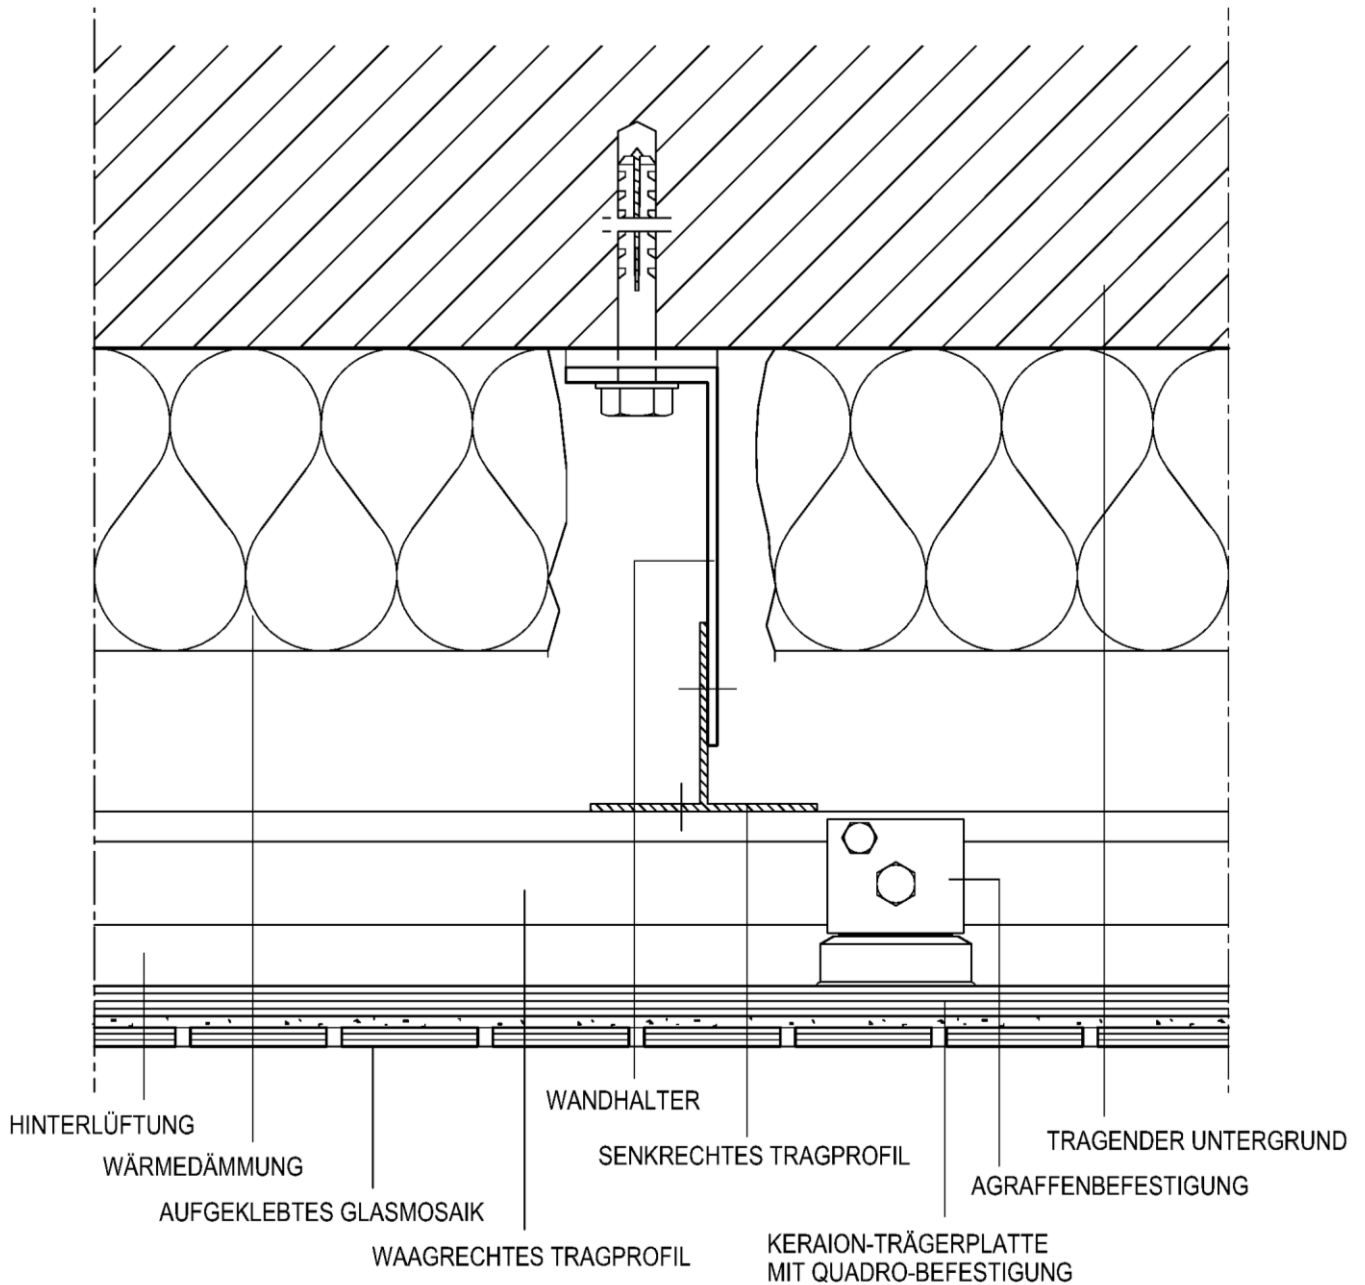 HINTERLÜFTUNG
WÄRMEDÄMMUNG
AUFGEKLEBTES GLASMOSAIK
WAAGRECHTES TRAGPROFIL
WANDHALTER
SENKRECHTES TRAGPROFIL
KERAION-TRÄGERPLATTE
MIT QUADRO-BEFESTIGUNG
AGRAFFENBEFESTIGUNG
TRAGENDER UNTERGRUND